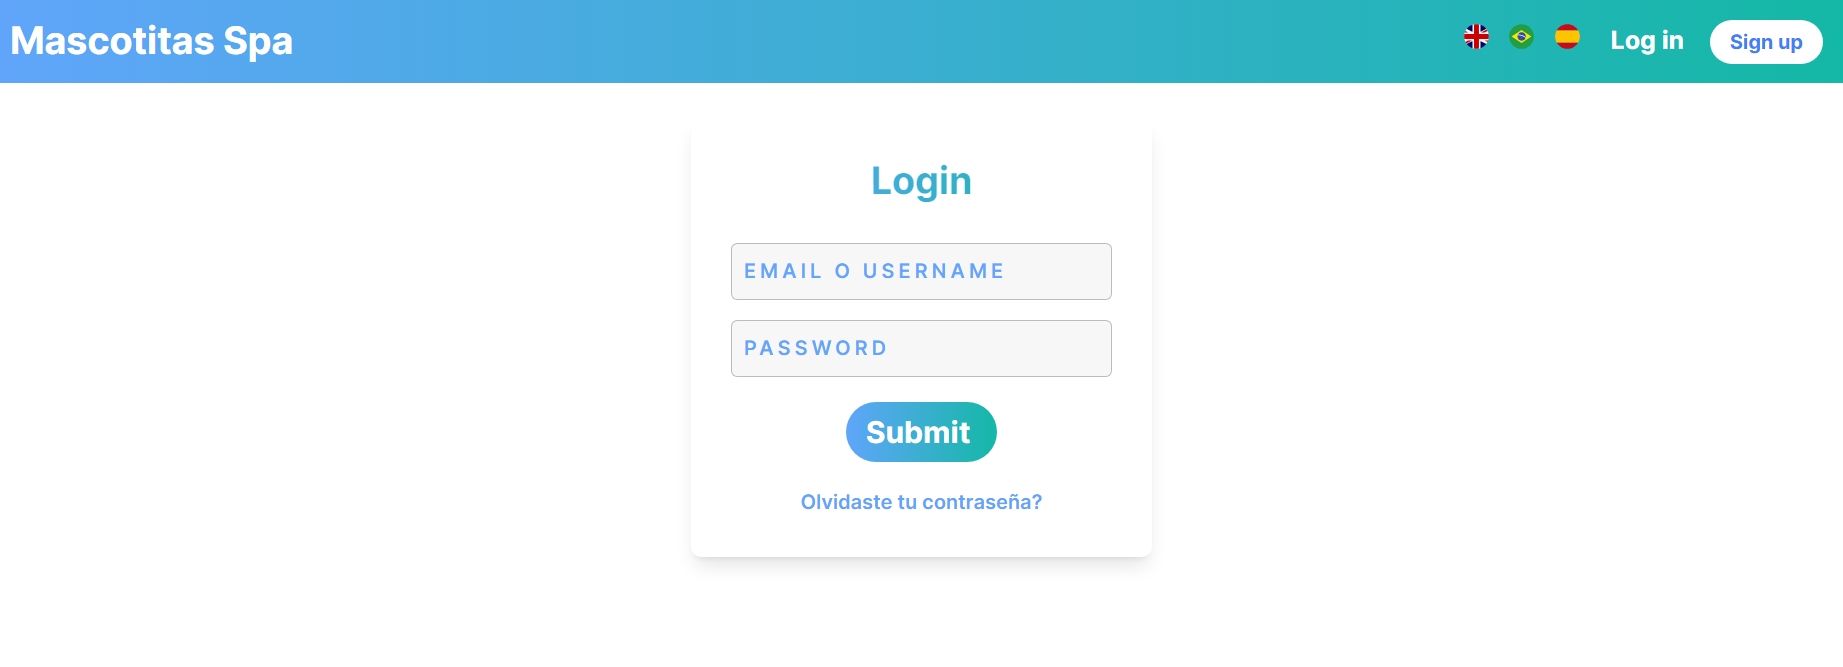 Mascotitas Spa
Log in
Sign up
Login
EMAIL O USERNAME
PASSWORD
Submit
Olvidaste tu contraseña?